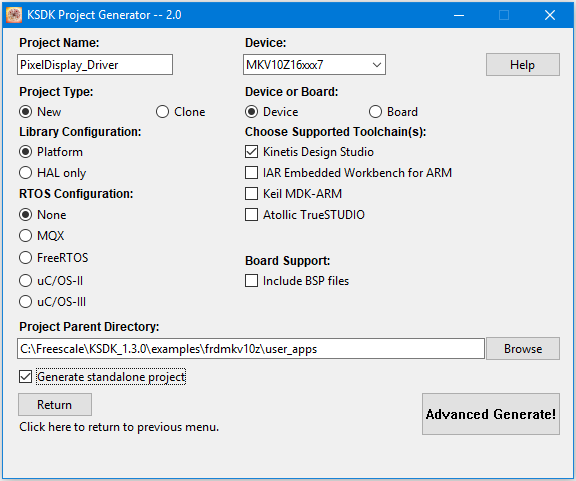 KSDK Project Generator -- 2.0
Project Name: Device:
PixelDisplay_Driver MKV10Z16xxx7 Help
Project Type: Device or Board:
New Clone Device Board
Library Configuration: Choose Supported Toolchain(s):
Platform Kinetis Design Studio
HAL only IAR Embedded Workbench for ARM
RTOS Configuration: Keil MDK-ARM
None Atollic TrueSTUDIO
MQX
FreeRTOS Board Support:
uC/OS-II Include BSP files
uC/OS-III
Project Parent Directory:
C:\Freescale\KSDK_1.3.0\examples\frdmkv10z\user_apps Browse
Generate standalone project
Return Advanced Generate!
Click here to return to previous menu.